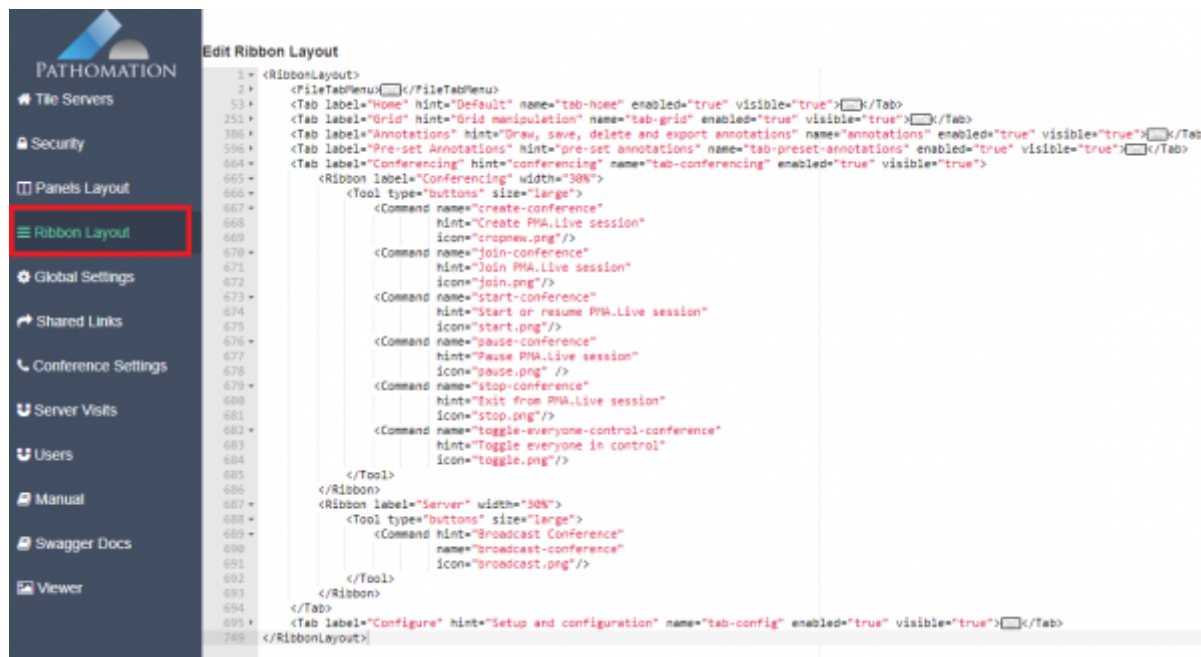 PATHOMATION
Tile Servers
Security
Panels Layout
Ribbon Layout
Global Settings
Shared Links
Conference Settings
Server Visits
Users
Manual
Swagger Docs
Viewer
Edit Ribbon Layout
1 <RibbonLayout>
2 <FileTabMenu></FileTabMenu>
53 <Tab label="Home" hint="Default" name="tab-home" enabled="true" visible="true"></Tab>
251 <Tab label="Grid" hint="Grid manipulation" name="tab-grid" enabled="true" visible="true"></Tab>
386 <Tab label="Annotations" hint="Draw, save, delete and export annotations" name="annotations" enabled="true" visible="true"></Tab
596 <Tab label="Pre-set Annotations" hint="pre-set annotations" name="tab-preset-annotations" enabled="true" visible="true"></Tab>
664 <Tab label="Conferencing" hint="conferencing" name="tab-conferencing" enabled="true" visible="true">
665 <Ribbon label="Conferencing" width="30%">
666 <Tool type="buttons" size="large">
667 <Command name="create-conference"
668 hint="Create PMA.Live session"
669 icon="cropnew.png"/>
670 <Command name="join-conference"
671 hint="Join PMA.Live session"
672 icon="join.png"/>
673 <Command name="start-conference"
674 hint="Start or resume PMA.Live session"
675 icon="start.png"/>
676 <Command name="pause-conference"
677 hint="Pause PMA.Live session"
678 icon="pause.png" />
679 <Command name="stop-conference"
680 hint="Exit from PMA.Live session"
681 icon="stop.png"/>
682 <Command name="toggle-everyone-control-conference"
683 hint="Toggle everyone in control"
684 icon="toggle.png"/>
685 </Tool>
686 </Ribbon>
687 <Ribbon label="Server" width="30%">
688 <Tool type="buttons" size="large">
689 <Command hint="Broadcast Conference"
690 name="broadcast-conference"
691 icon="broadcast.png"/>
692 </Tool>
693 </Ribbon>
694 </Tab>
695 <Tab label="Configure" hint="Setup and configuration" name="tab-config" enabled="true" visible="true"></Tab>
749 </RibbonLayout>